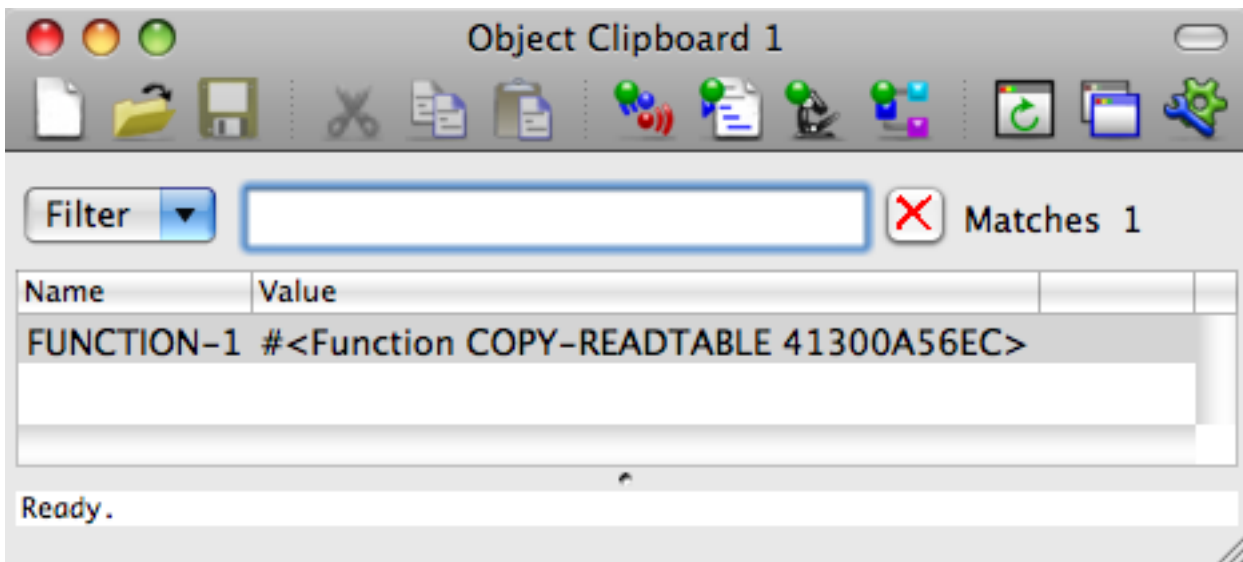 Object Clipboard 1
Filter Matches 1
Name Value
FUNCTION-1 #<Function COPY-READTABLE 41300A56EC>
Ready.